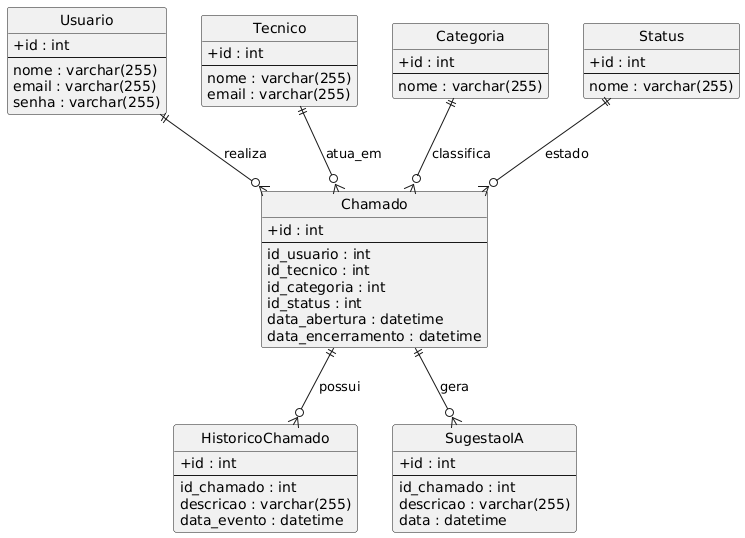 Usuario
+id : int
nome : varchar(255)
email : varchar(255)
senha : varchar(255)
Tecnico
+id : int
nome : varchar(255)
email : varchar(255)
Categoria
+id : int
nome : varchar(255)
Status
+id : int
nome : varchar(255)
realiza
atua_em
classifica
estado
Chamado
+id : int
id_usuario : int
id_tecnico : int
id_categoria : int
id_status : int
data_abertura : datetime
data_encerramento : datetime
possui
gera
HistoricoChamado
+id : int
id_chamado : int
descricao : varchar(255)
data_evento : datetime
SugestaoIA
+id : int
id_chamado : int
descricao : varchar(255)
data : datetime